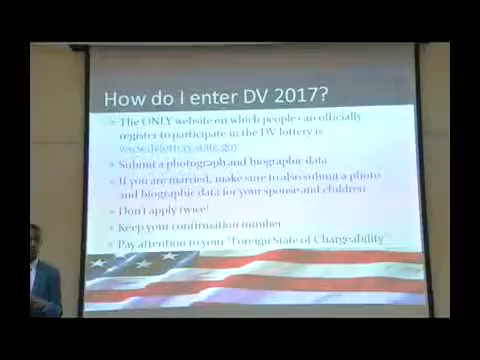 How do I enter DV 2017?
The ONLY website on which people can officially
register to participate in the DV lottery is
www.dvlottery.state.gov
Submit a photograph and biographic data
If you are married, make sure to also submit a photo
and biographic data for your spouse and children
Don't apply twice!
Keep your confirmation number
Pay attention to your "Foreign State of Chargeability"